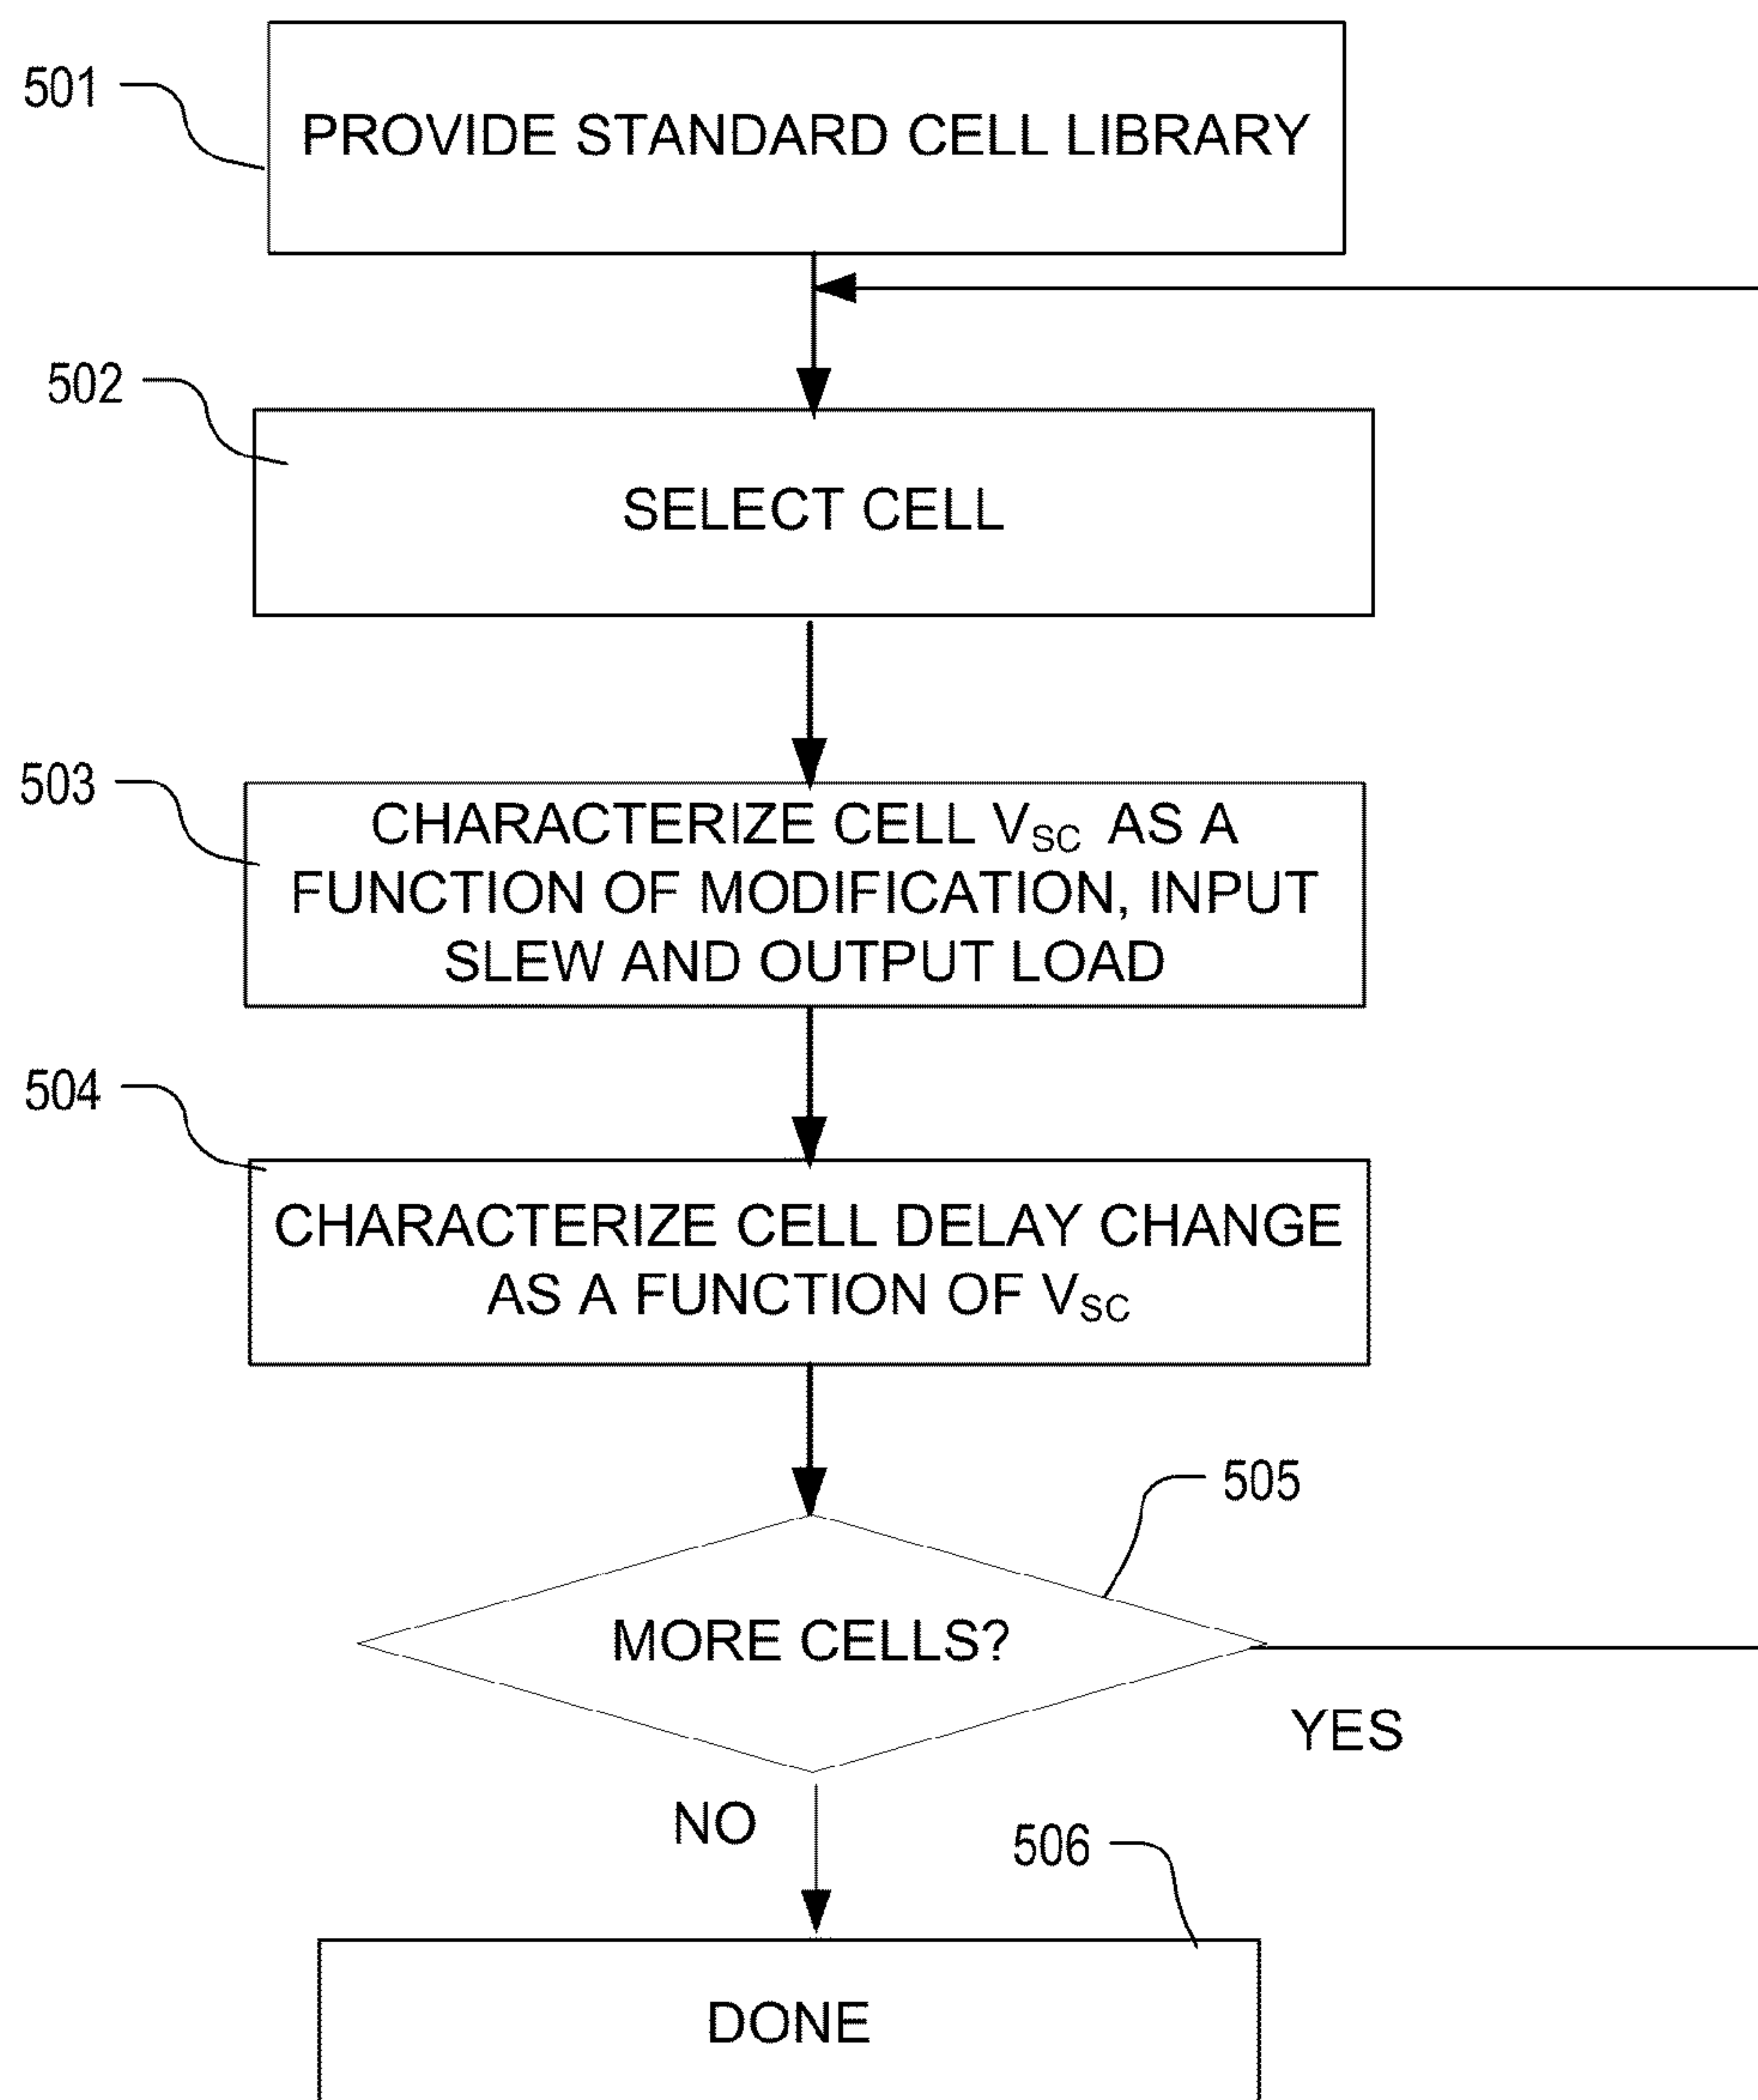 501
PROVIDE STANDARD CELL LIBRARY
502
SELECT CELL
503
CHARACTERIZE CELL VSC AS A
FUNCTION OF MODIFICATION, INPUT
SLEW AND OUTPUT LOAD
504
CHARACTERIZE CELL DELAY CHANGE
AS A FUNCTION OF VSC
505
MORE CELLS?
YES
NO
506
DONE